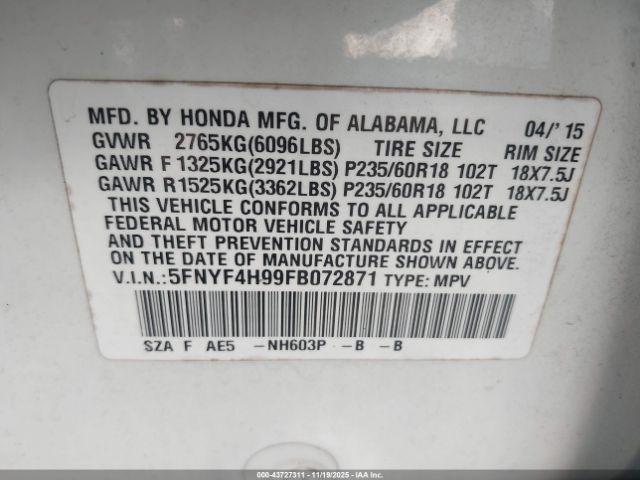 MFD. BY HONDA MFG. OF ALABAMA, LLC 04/' 15
GVWR 2765KG(6096LBS) TIRE SIZE RIM SIZE
GAWR F 1325KG(2921LBS) P235/60R18 102T 18X7.5J
GAWR R 1525KG(3362LBS) P235/60R18 102T 18X7.5J
THIS VEHICLE CONFORMS TO ALL APPLICABLE
FEDERAL MOTOR VEHICLE SAFETY
AND THEFT PREVENTION STANDARDS IN EFFECT
ON THE DATE OF MANUFACTURE SHOWN ABOVE.
V.I.N.:5FNYF4H99FB072871 TYPE: MPV
SZA F AE5 -NH603P -B -B
000-43727311 - 11/19/2025 - IAAI.COM